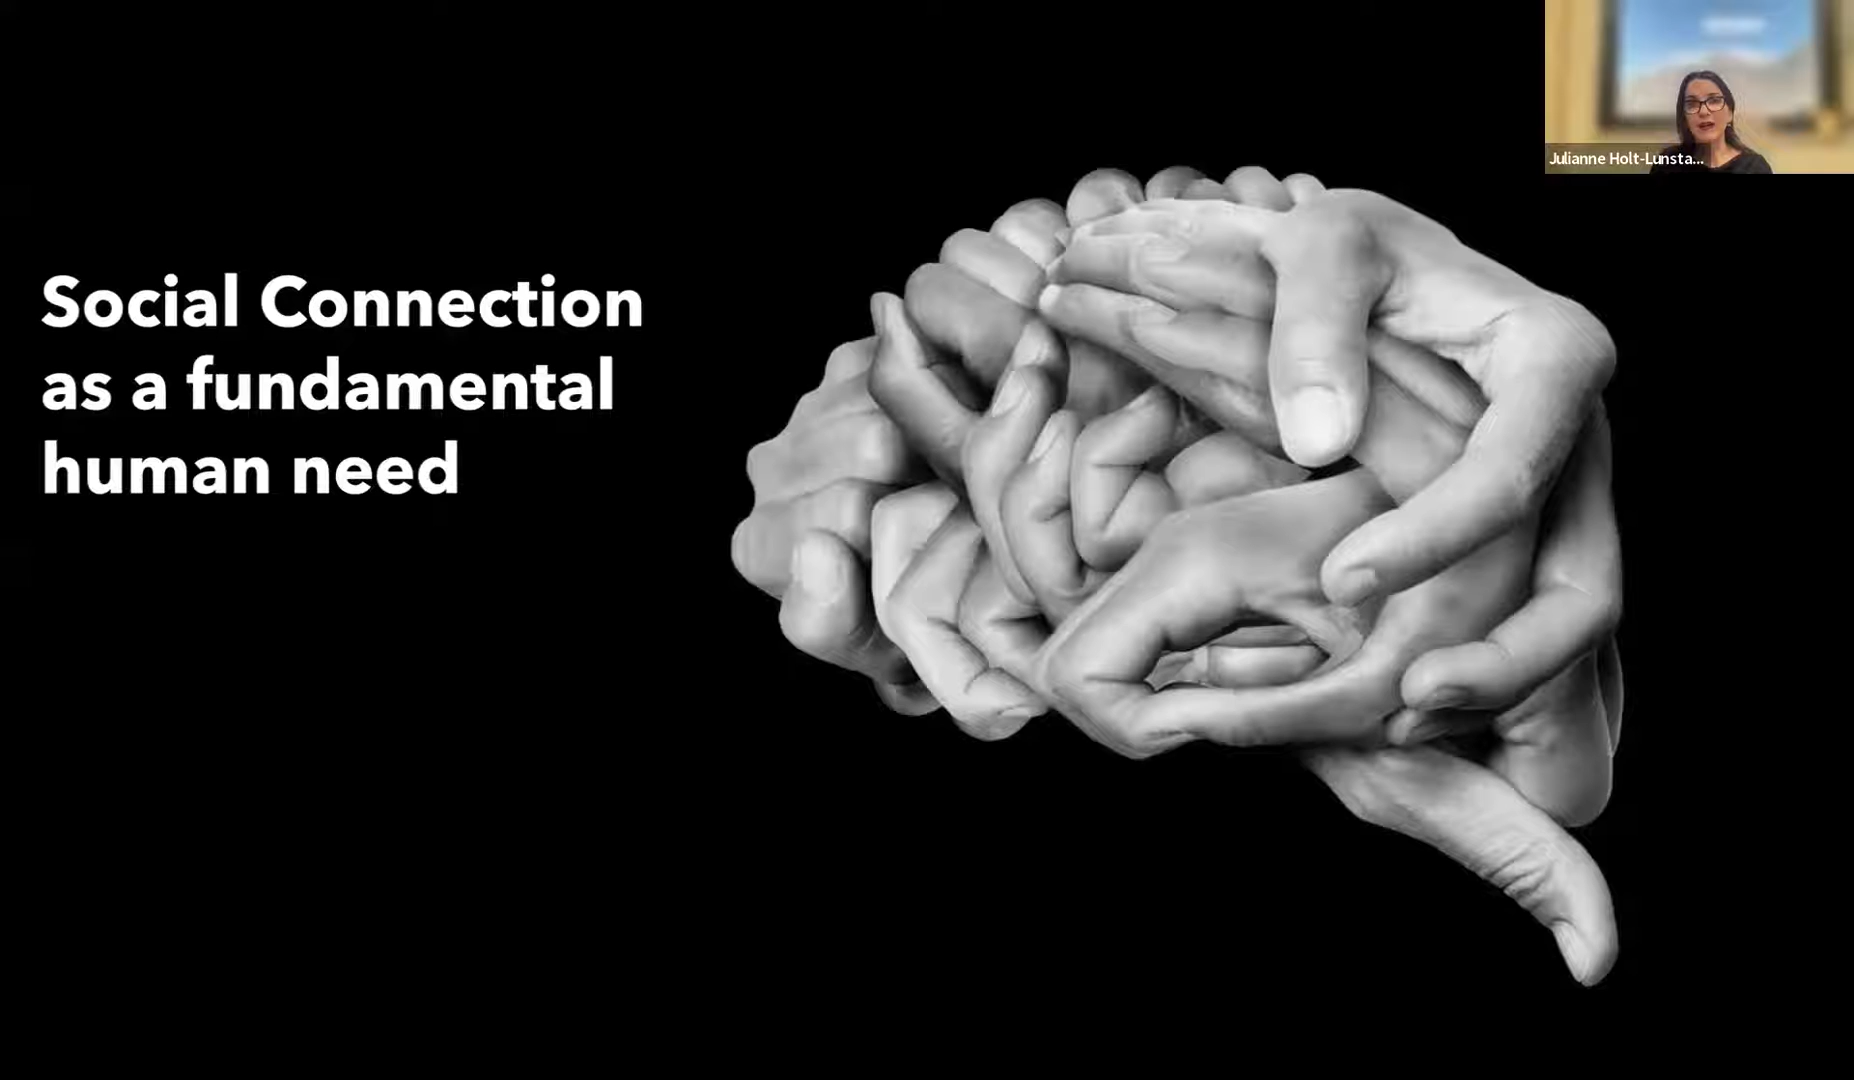 Social Connection
as a fundamental
human need
Julianne Holt-Lunsta...